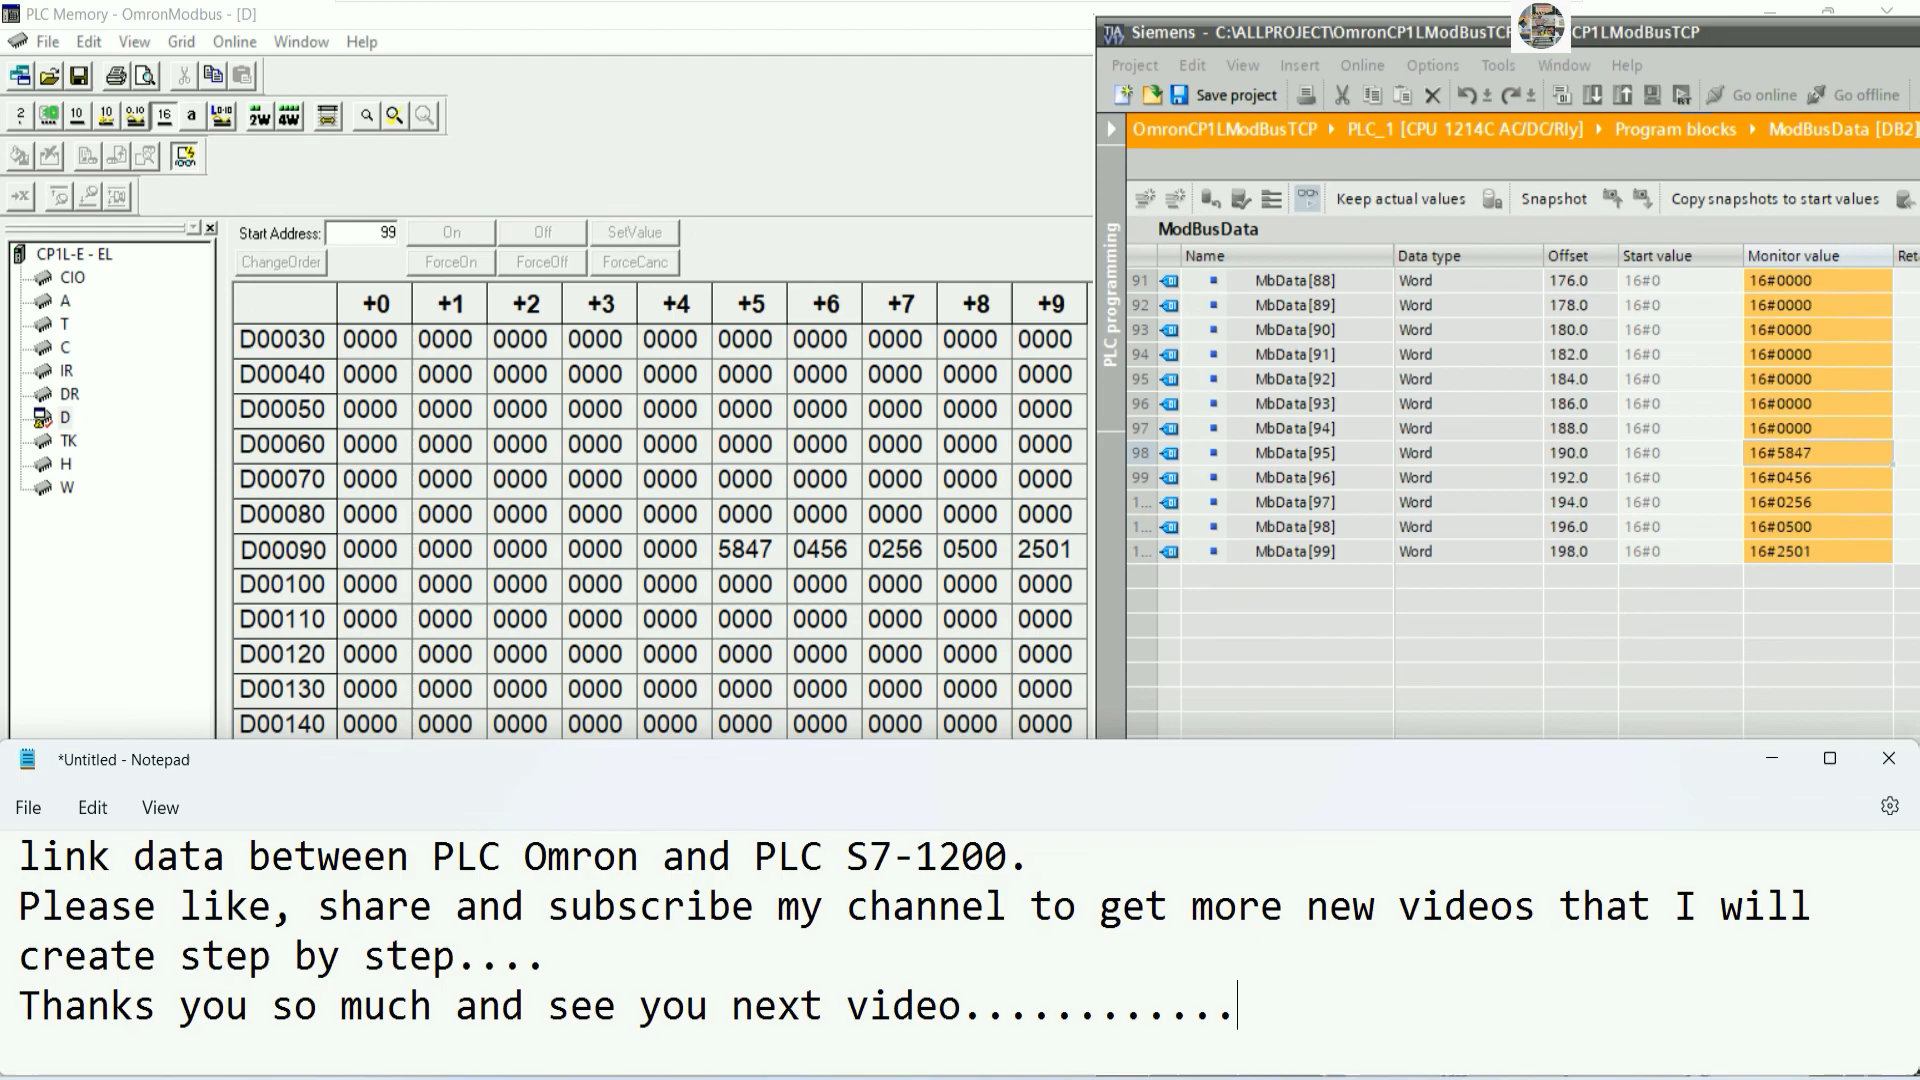 PLC Memory - OmronModbus - [D]
File Edit View Grid Online Window Help
2 10 10 0.10 16 a 2W 4W
CP1L-E - EL
CIO
A
T
C
IR
DR
D
TK
H
W
Start Address: 99 On Off SetValue
ChangeOrder ForceOn ForceOff ForceCanc
+0 +1 +2 +3 +4 +5 +6 +7 +8 +9
D00030 0000 0000 0000 0000 0000 0000 0000 0000 0000 0000
D00040 0000 0000 0000 0000 0000 0000 0000 0000 0000 0000
D00050 0000 0000 0000 0000 0000 0000 0000 0000 0000 0000
D00060 0000 0000 0000 0000 0000 0000 0000 0000 0000 0000
D00070 0000 0000 0000 0000 0000 0000 0000 0000 0000 0000
D00080 0000 0000 0000 0000 0000 0000 0000 0000 0000 0000
D00090 0000 0000 0000 0000 0000 5847 0456 0256 0500 2501
D00100 0000 0000 0000 0000 0000 0000 0000 0000 0000 0000
D00110 0000 0000 0000 0000 0000 0000 0000 0000 0000 0000
D00120 0000 0000 0000 0000 0000 0000 0000 0000 0000 0000
D00130 0000 0000 0000 0000 0000 0000 0000 0000 0000 0000
D00140 0000 0000 0000 0000 0000 0000 0000 0000 0000 0000
Siemens - C:\ALLPROJECT\OmronCP1LModBusTCP CP1LModBusTCP
Project Edit View Insert Online Options Tools Window Help
Save project Go online Go offline
OmronCP1LModBusTCP PLC_1 [CPU 1214C AC/DC/Rly] Program blocks ModBusData [DB2]
PLC programming
Keep actual values Snapshot Copy snapshots to start values
ModBusData
Name Data type Offset Start value Monitor value Ret
91 MbData[88] Word 176.0 16#0 16#0000
92 MbData[89] Word 178.0 16#0 16#0000
93 MbData[90] Word 180.0 16#0 16#0000
94 MbData[91] Word 182.0 16#0 16#0000
95 MbData[92] Word 184.0 16#0 16#0000
96 MbData[93] Word 186.0 16#0 16#0000
97 MbData[94] Word 188.0 16#0 16#0000
98 MbData[95] Word 190.0 16#0 16#5847
99 MbData[96] Word 192.0 16#0 16#0456
1... MbData[97] Word 194.0 16#0 16#0256
1... MbData[98] Word 196.0 16#0 16#0500
1... MbData[99] Word 198.0 16#0 16#2501
*Untitled - Notepad
File Edit View
link data between PLC Omron and PLC S7-1200.
Please like, share and subscribe my channel to get more new videos that I will
create step by step....
Thanks you so much and see you next video............